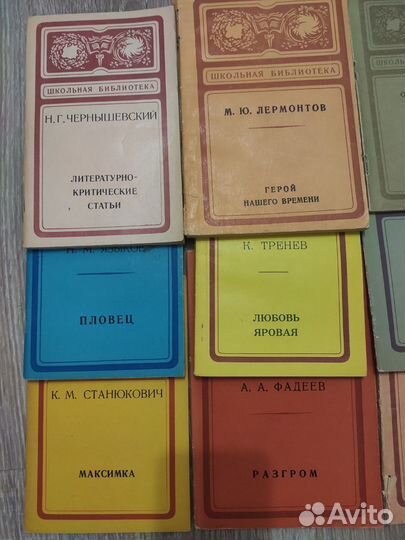 ШКОЛЬНАЯ БИБЛИОТЕКА
Н. Г. ЧЕРНЫШЕВСКИЙ
ЛИТЕРАТУРНО-
КРИТИЧЕСКИЕ
СТАТЬИ
ШКОЛЬНАЯ БИБЛИОТЕКА
М. Ю. ЛЕРМОНТОВ
ГЕРОЙ
НАШЕГО ВРЕМЕНИ
Н. М. ЯЗЫКОВ
ПЛОВЕЦ
К. ТРЕНЕВ
ЛЮБОВЬ
ЯРОВАЯ
К. М. СТАНЮКОВИЧ
МАКСИМКА
А. А. ФАДЕЕВ
РАЗГРОМ
Avito